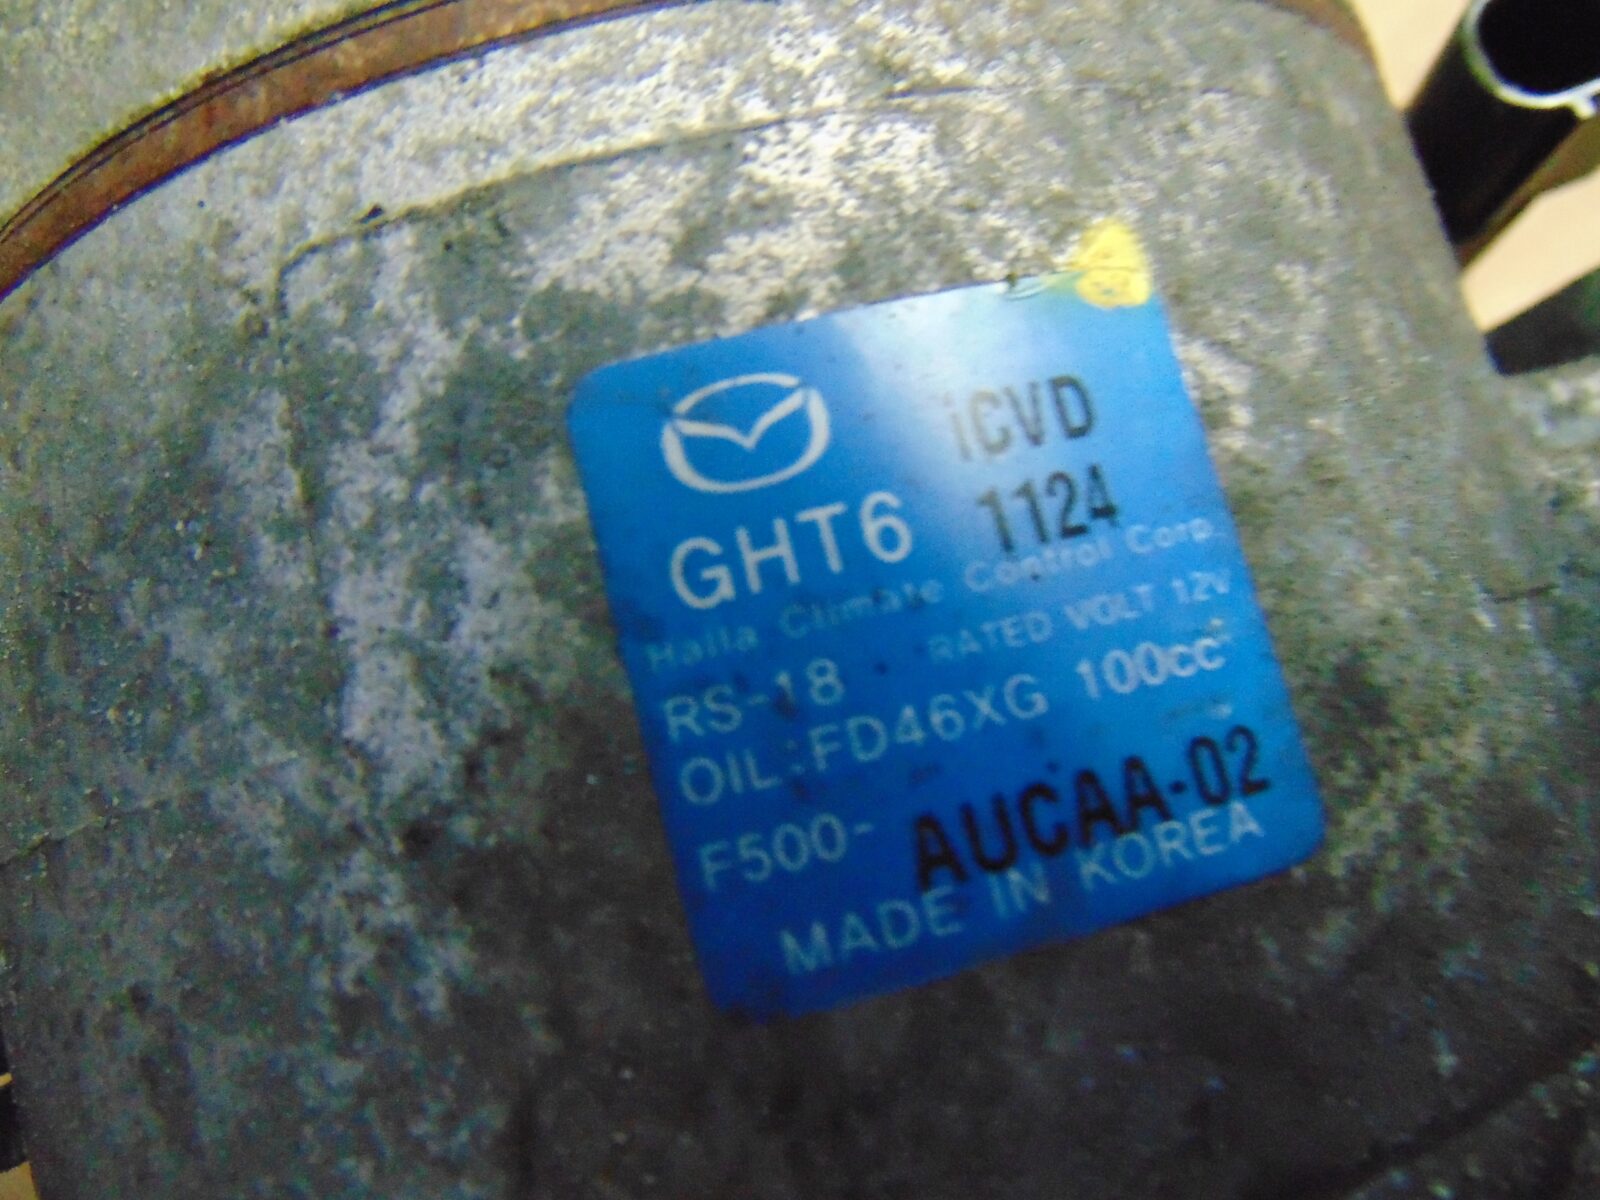 iCVD
GHT6 1124
Halla Climate Control Corp.
RS-18 RATED VOLT 12V
OIL:FD46XG 100cc
F500- AUCAA-02
MADE IN KOREA